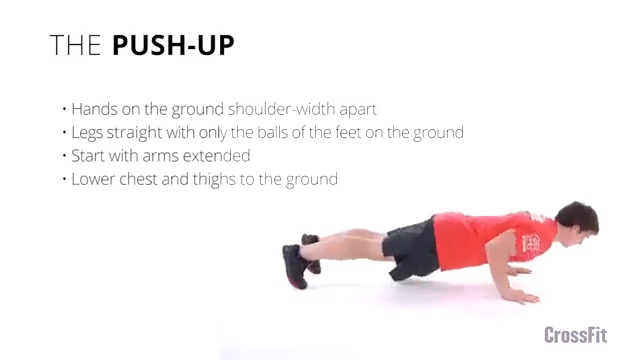 THE PUSH-UP
• Hands on the ground shoulder-width apart
• Legs straight with only the balls of the feet on the ground
• Start with arms extended
• Lower chest and thighs to the ground
CrossFit